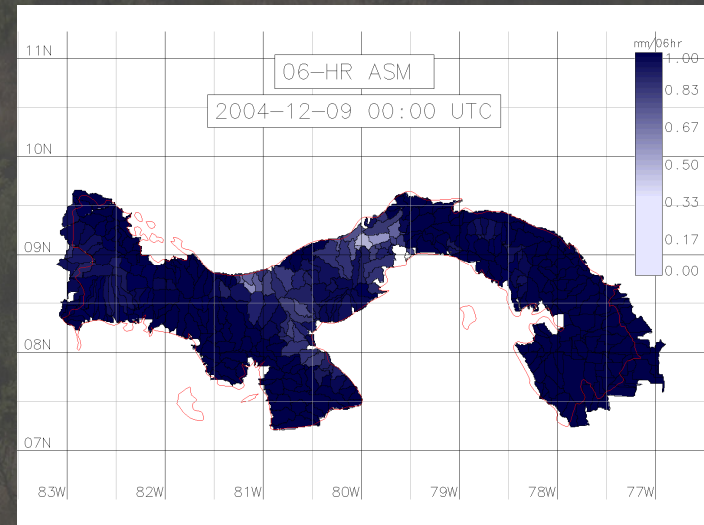 mm/06hr
11N
06-HR ASM
1.00
0.83
2004-12-09 00:00 UTC
0.67
10N
0.50
0.33
09N
0.17
0.00
08N
07N
83W 82W 81W 80W 79W 78W 77W